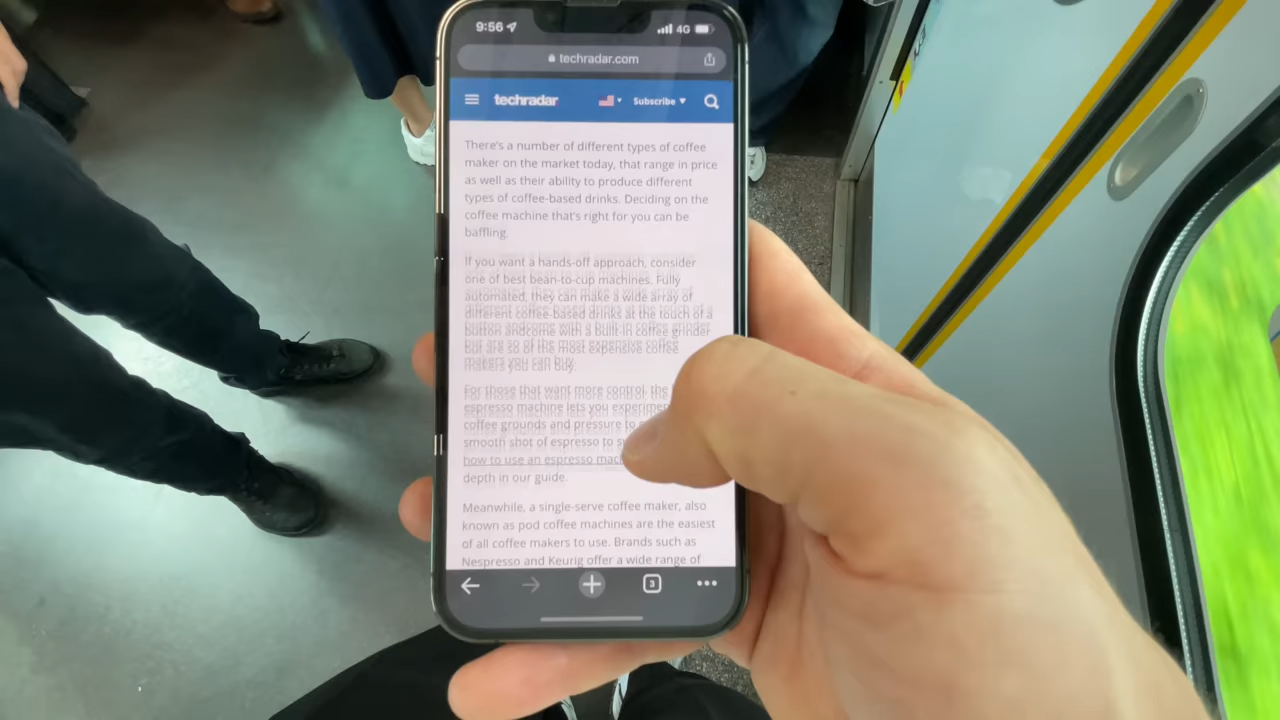 9:56 4G
techradar.com
techradar Subscribe
There's a number of different types of coffee
maker on the market today, that range in price
as well as their ability to produce different
types of coffee-based drinks. Deciding on the
coffee machine that's right for you can be
baffling.
If you want a hands-off approach, consider
one of best bean-to-cup machines. Fully
automated, they can make a wide array of
different coffee-based drinks at the touch of a
button andcome with a built-in coffee grinder
but are so of the most expensive coffee
makers you can buy.
For those that want more control, the
espresso machine lets you
coffee grounds and pressure to
smooth shot of espresso to
how to use an espresso
depth in our guide.
Meanwhile, a single-serve coffee maker, also
known as pod coffee machines are the easiest
of all coffee makers to use. Brands such as
Nespresso and Keurig offer a wide range of
3